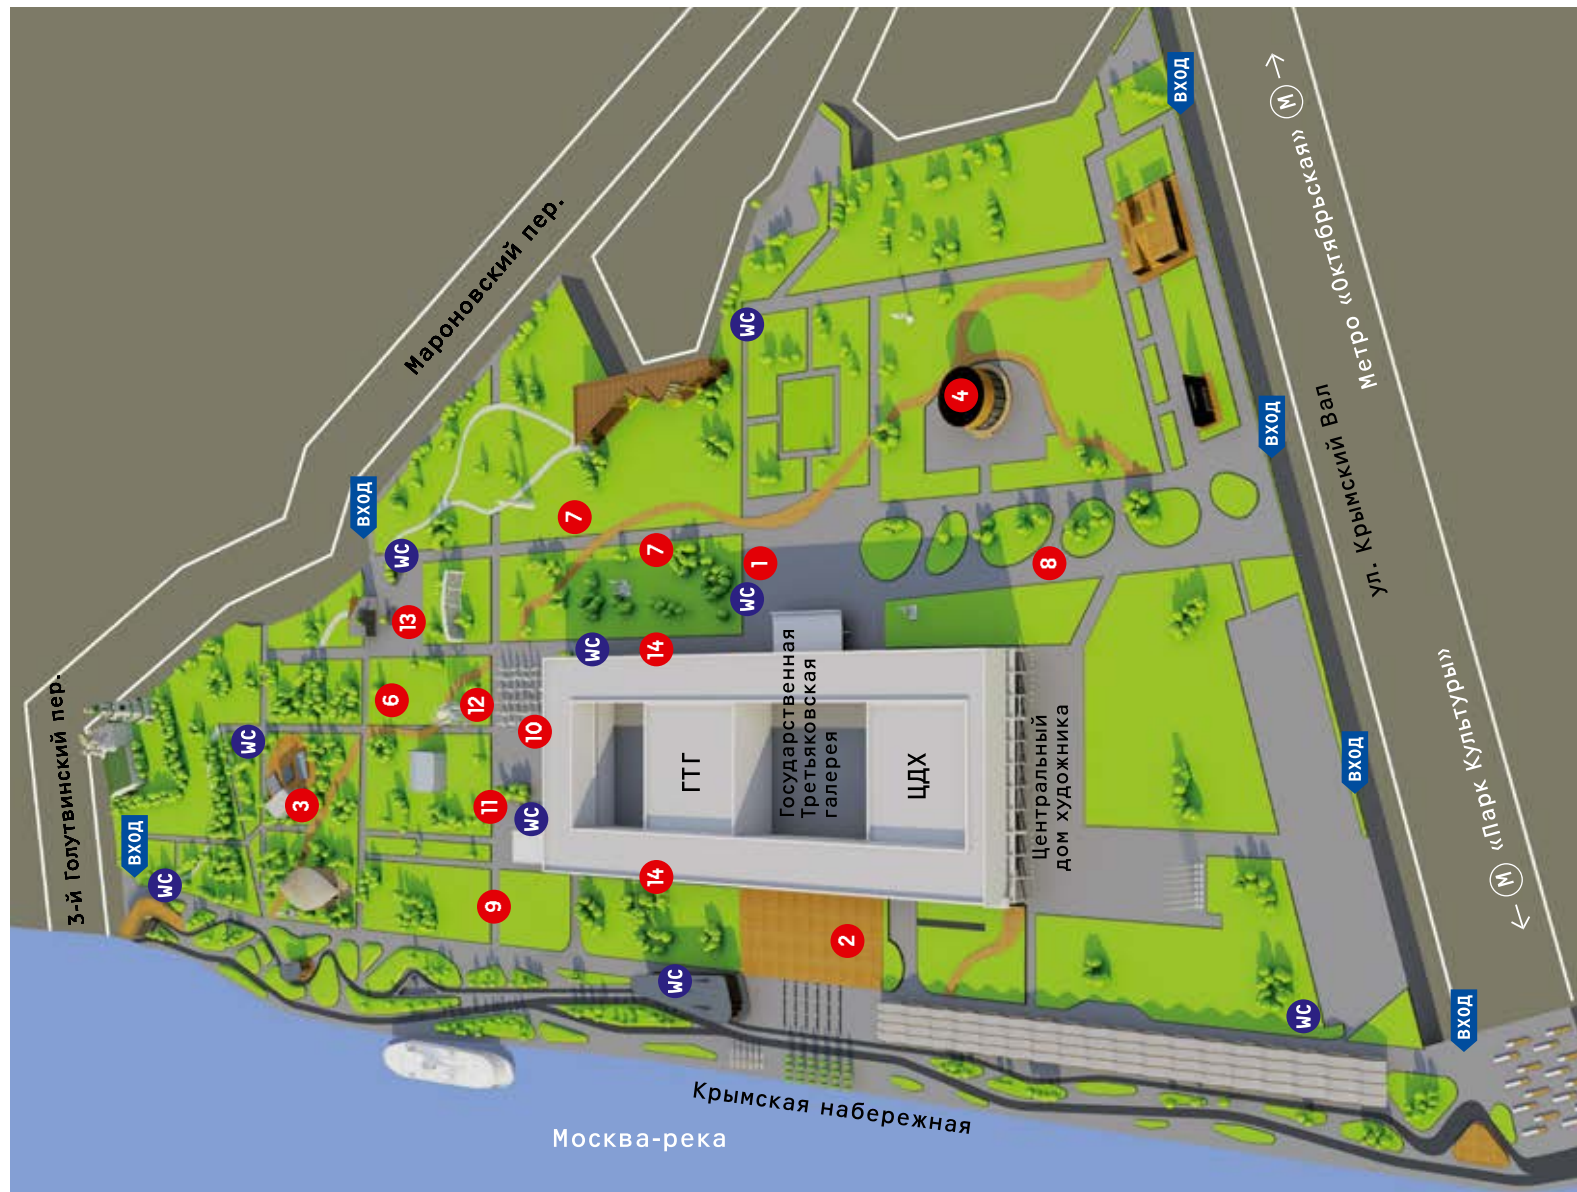 ВХОД
М
Метро «Октябрьская»
Мароновский пер.
WC
4
ул. Крымский Вал
ВХОД
ВХОД
7
WC
7
1
8
WC
13
WC
14
3-й Голутвинский пер.
6
12
10
WC
ГТГ
Государственная
Третьяковская
галерея
ЦДХ
Центральный
дом художника
ВХОД
М
«Парк Культуры»
3
11
WC
ВХОД
WC
14
9
2
WC
WC
ВХОД
Крымская набережная
Москва-река